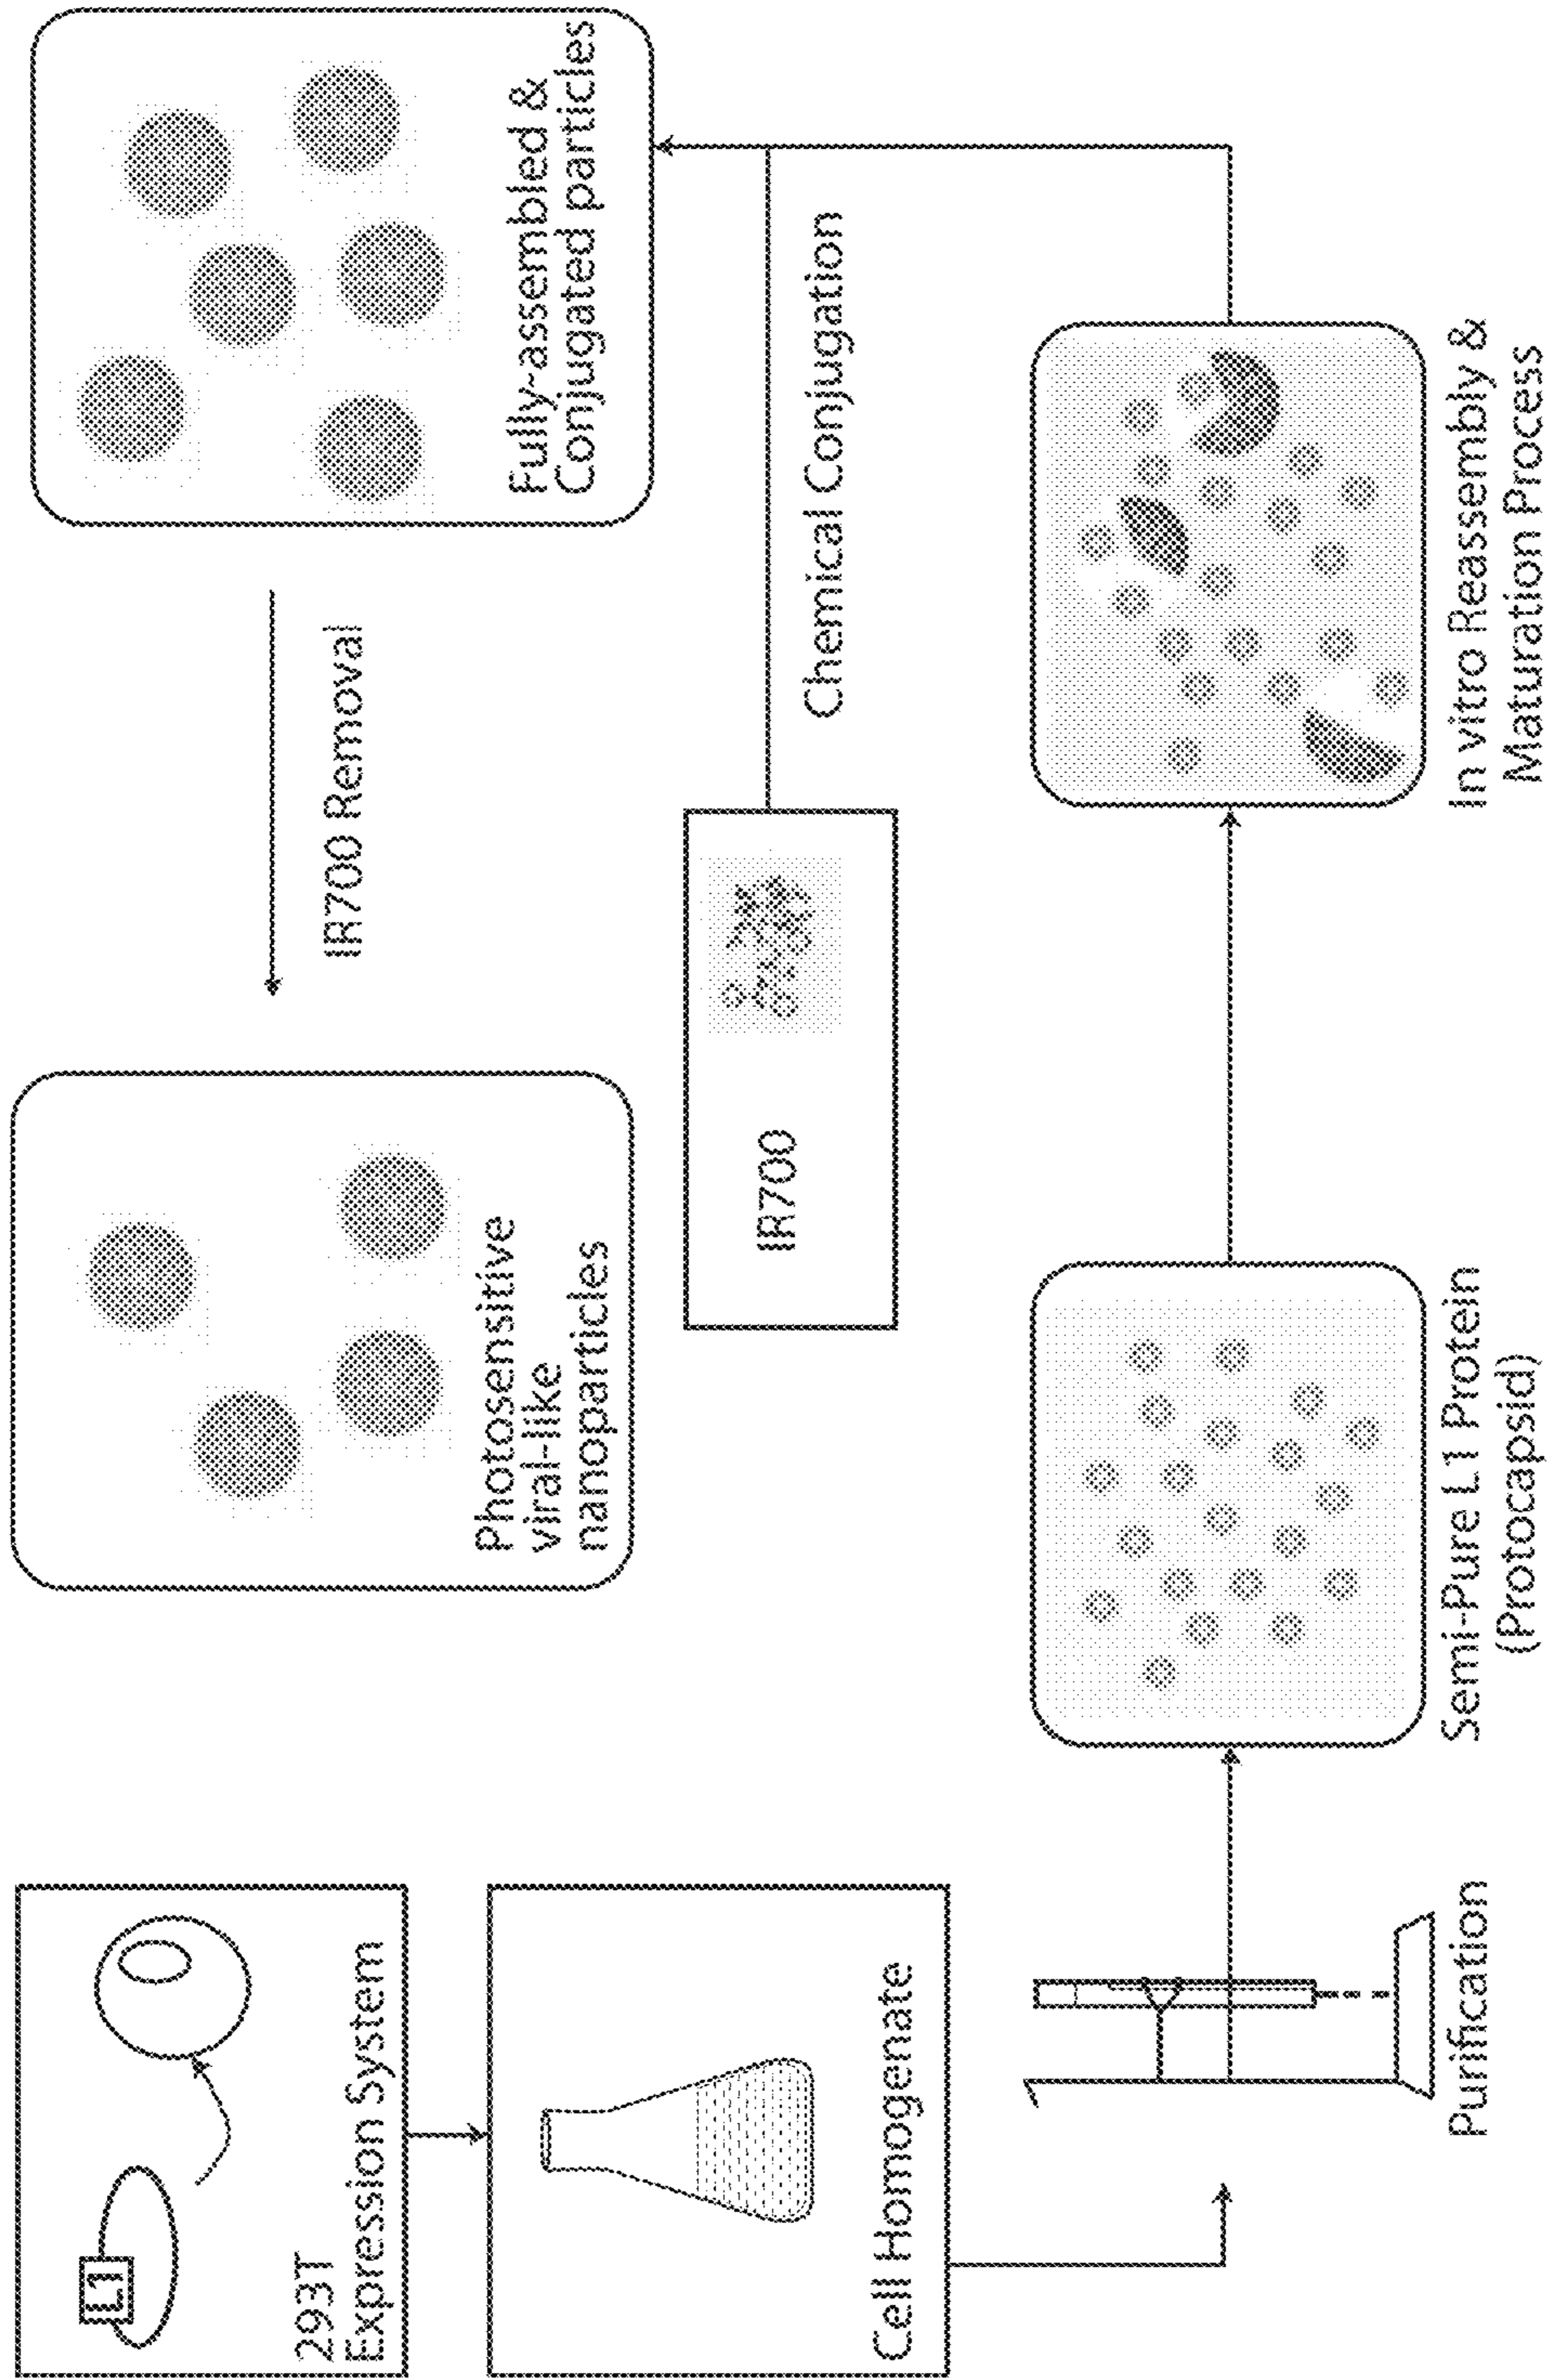 L1
293T
Expression System
Cell Homogenate
Purification
Semi-Pure L1 Protein
(Protocapsid)
In vitro Reassembly &
Maturation Process
IR700
Chemical Conjugation
Fully-assembled &
Conjugated particles
IR700 Removal
Photosensitive
viral-like
nanoparticles